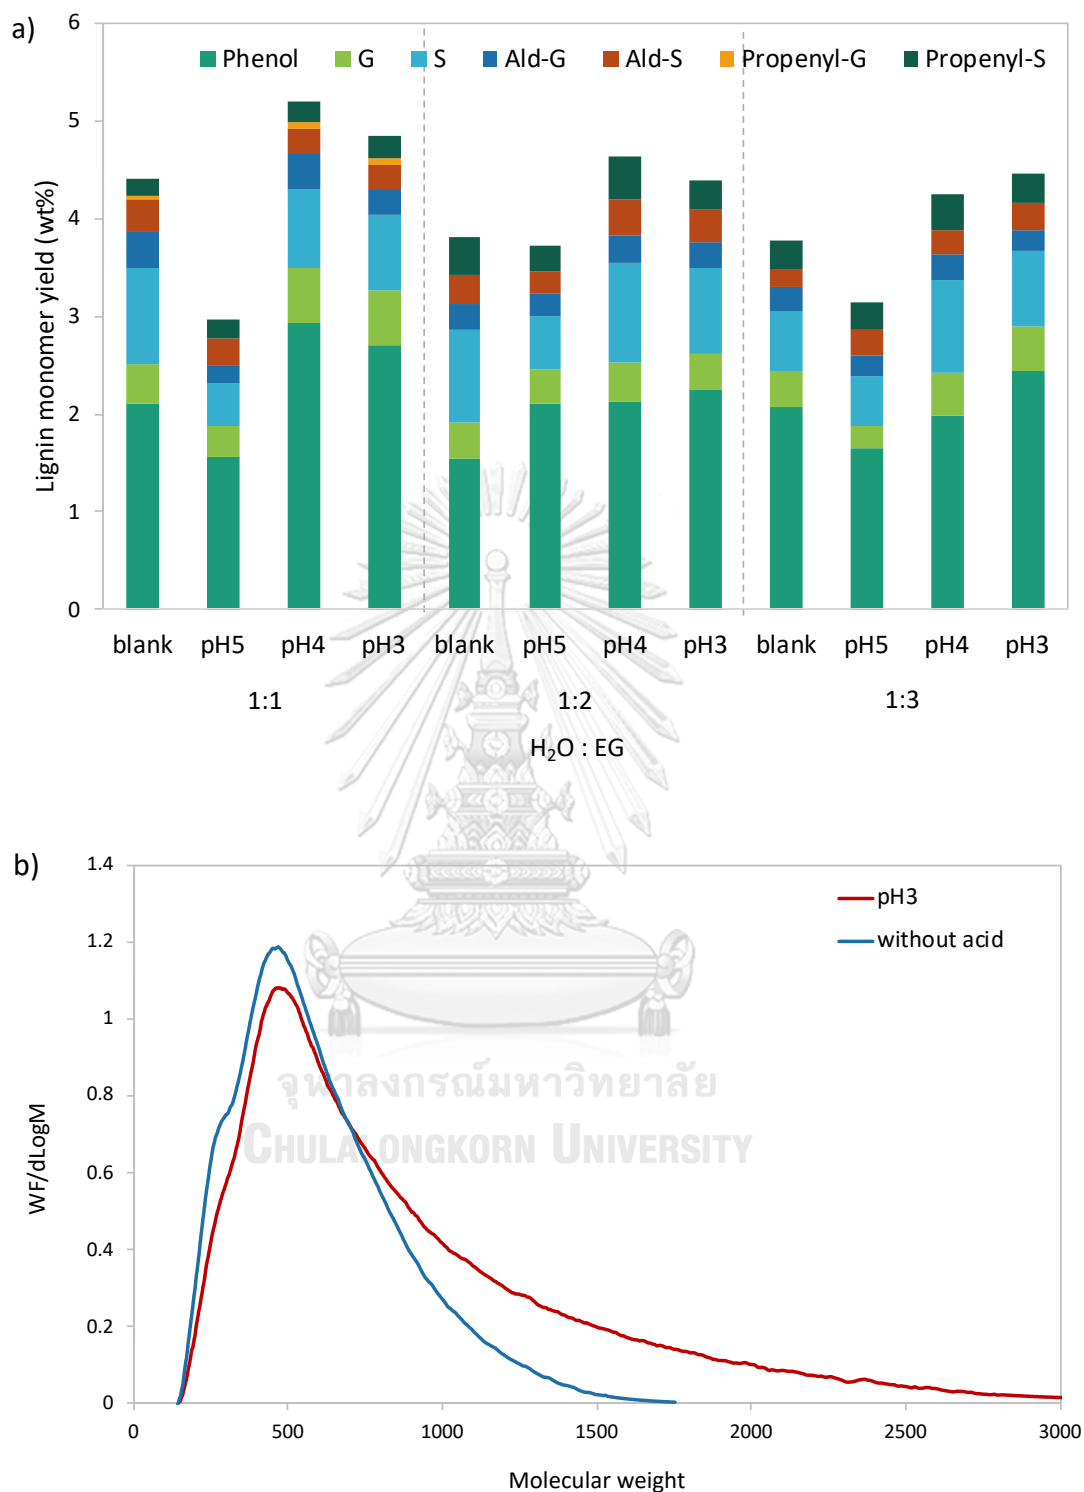 a)
Lignin monomer yield (wt%)
6
5
4
3
2
1
0
Phenol G S Ald-G Ald-S Propenyl-G Propenyl-S
blank pH5 pH4 pH3 blank pH5 pH4 pH3 blank pH5 pH4 pH3
1:1 1:2 1:3
H₂O : EG
b)
WF/dLogM
1.4
1.2
1
0.8
0.6
0.4
0.2
0
pH3
without acid
จุฬาลงกรณ์มหาวิทยาลัย
CHULALONGKORN UNIVERSITY
0 500 1000 1500 2000 2500 3000
Molecular weight